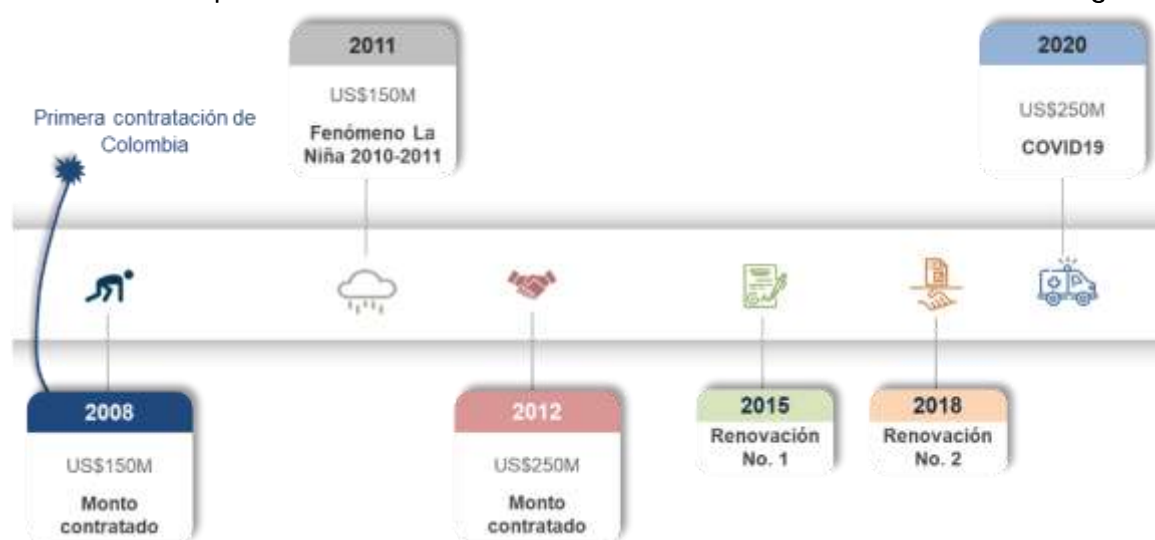 2011
US$150M
Fenómeno La
Niña 2010-2011
2020
US$250M
COVID19
Primera contratación de
Colombia
2008
US$150M
Monto
contratado
2012
US$250M
Monto
contratado
2015
Renovación
No. 1
2018
Renovación
No. 2